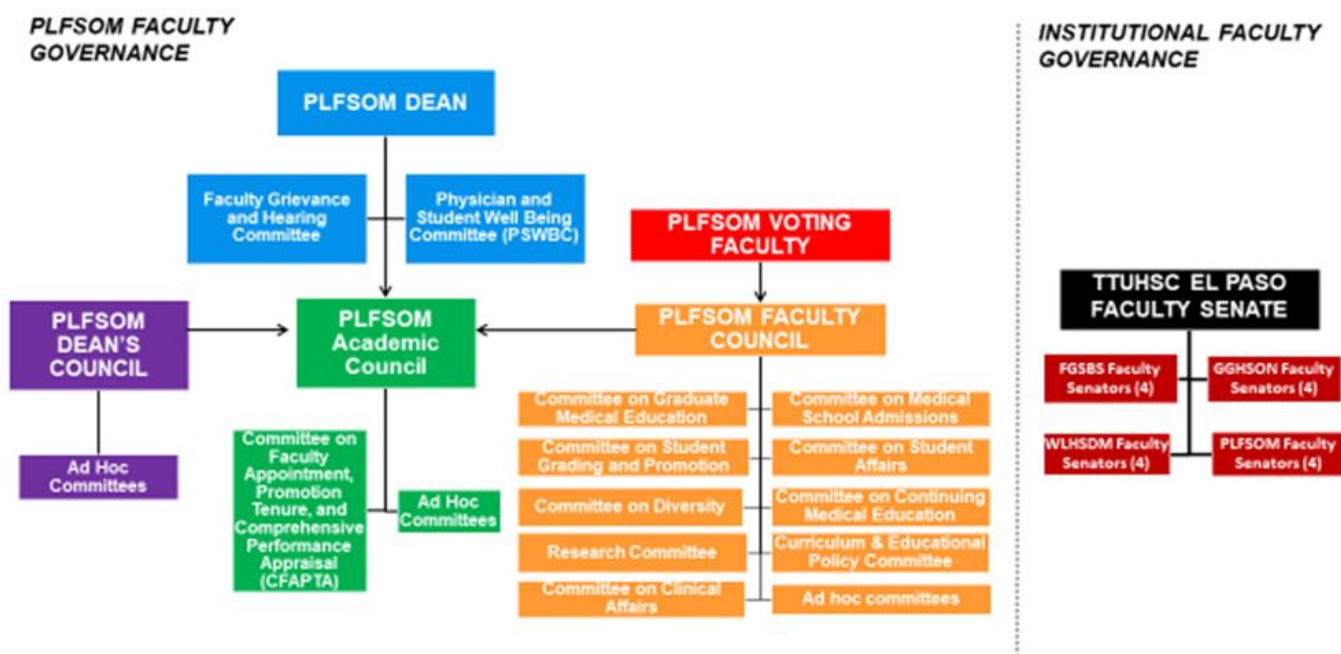 PLFSOM FACULTY
GOVERNANCE
PLFSOM DEAN
Faculty Grievance
and Hearing
Committee
Physician and
Student Well Being
Committee (PSWBC)
PLFSOM VOTING
FACULTY
PLFSOM
DEAN'S
COUNCIL
PLFSOM
Academic
Council
PLFSOM FACULTY
COUNCIL
Ad Hoc
Committees
Committee on
Faculty
Appointment,
Promotion
Tenure, and
Comprehensive
Performance
Appraisal
(CFAPTA)
Ad Hoc
Committees
Committee on Graduate
Medical Education
Committee on Medical
School Admissions
Committee on Student
Grading and Promotion
Committee on Student
Affairs
Committee on Diversity
Committee on Continuing
Medical Education
Research Committee
Curriculum & Educational
Policy Committee
Committee on Clinical
Affairs
Ad hoc committees
INSTITUTIONAL FACULTY
GOVERNANCE
TTUHSC EL PASO
FACULTY SENATE
FGSBS Faculty
Senators (4)
GGHSON Faculty
Senators (4)
WLHSDM Faculty
Senators (4)
PLFSOM Faculty
Senators (4)